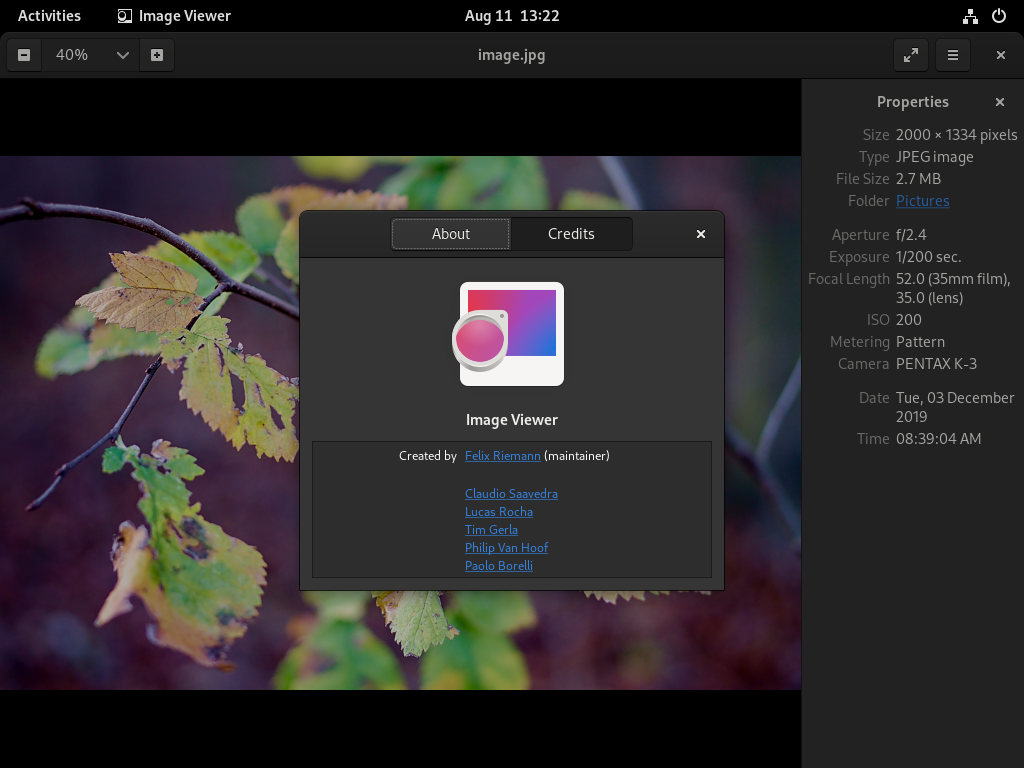 Activities Image Viewer Aug 11 13:22
40% image.jpg
Properties
Size 2000 × 1334 pixels
Type JPEG image
File Size 2.7 MB
Folder Pictures
Aperture f/2.4
Exposure 1/200 sec.
Focal Length 52.0 (35mm film),
35.0 (lens)
ISO 200
Metering Pattern
Camera PENTAX K-3
Date Tue, 03 December
2019
Time 08:39:04 AM
About Credits
Image Viewer
Created by Felix Riemann (maintainer)
Claudio Saavedra
Lucas Rocha
Tim Gerla
Philip Van Hoof
Paolo Borelli